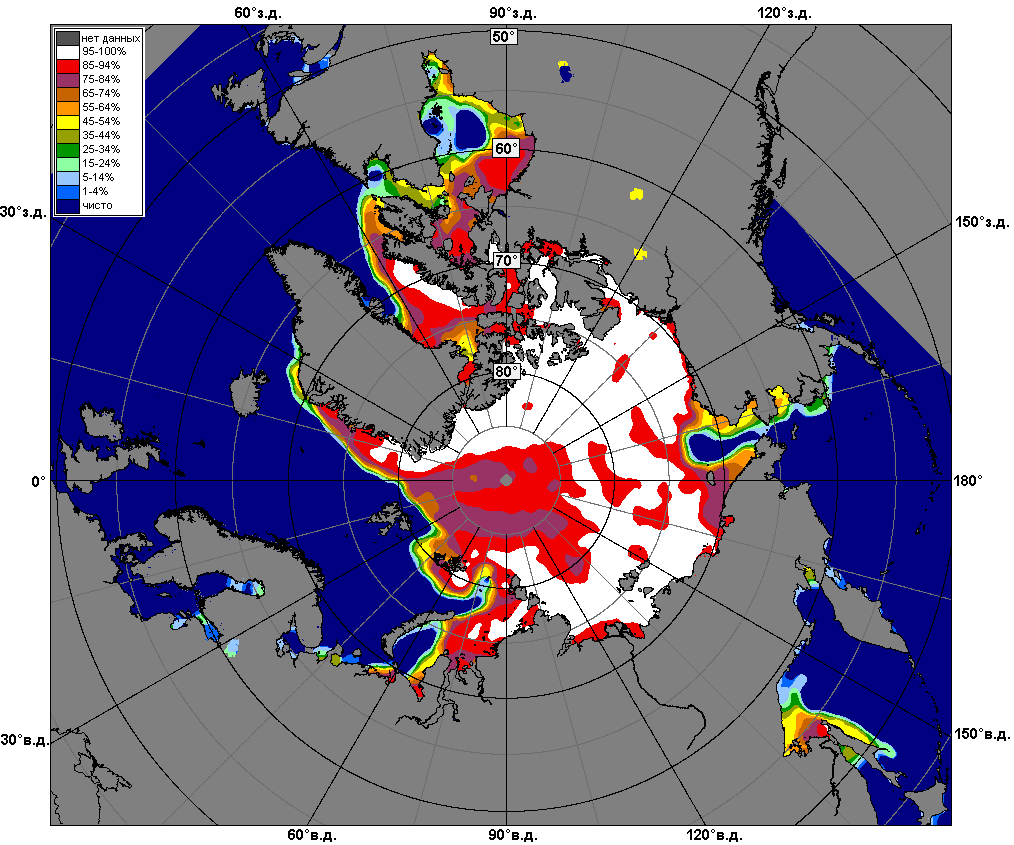 60°з.д.
90°з.д.
120°з.д.
50°
нет данных
95-100%
85-94%
75-84%
65-74%
55-64%
45-54%
35-44%
25-34%
15-24%
5-14%
1-4%
чисто
60°
30°з.д.
150°з.д.
70°
80°
0°
180°
30°в.д.
150°в.д.
60°в.д.
90°в.д.
120°в.д.